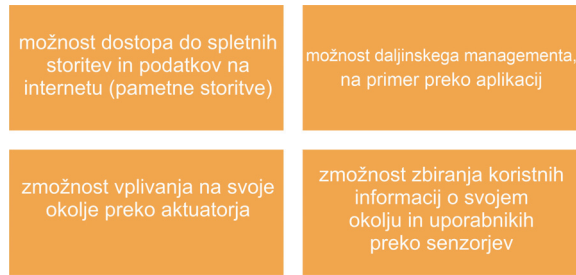 možnost dostopa do spletnih
storitev in podatkov na
internetu (pametne storitve)
možnost daljinskega managementa,
na primer preko aplikacij
zmožnost vplivanja na svoje
okolje preko aktuatorja
zmožnost zbiranja koristnih
informacij o svojem
okolju in uporabnikih
preko senzorjev